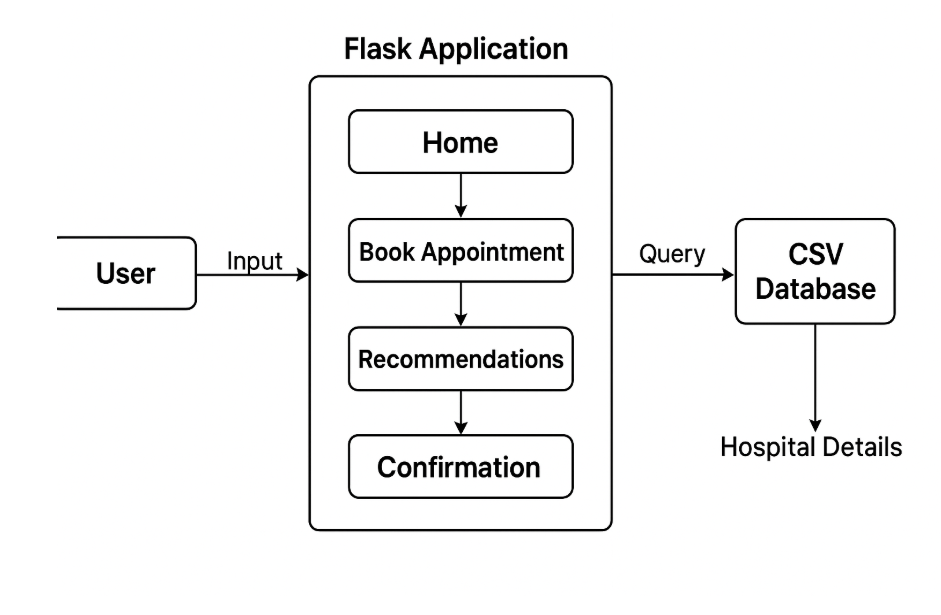 Flask Application
Home
Book Appointment
Recommendations
Confirmation
User
Input
Query
CSV
Database
Hospital Details